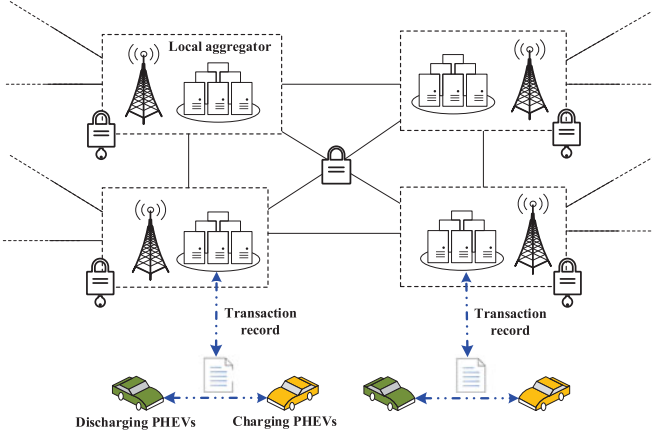 Local aggregator
Transaction
record
Transaction
record
Discharging PHEVs
Charging PHEVs